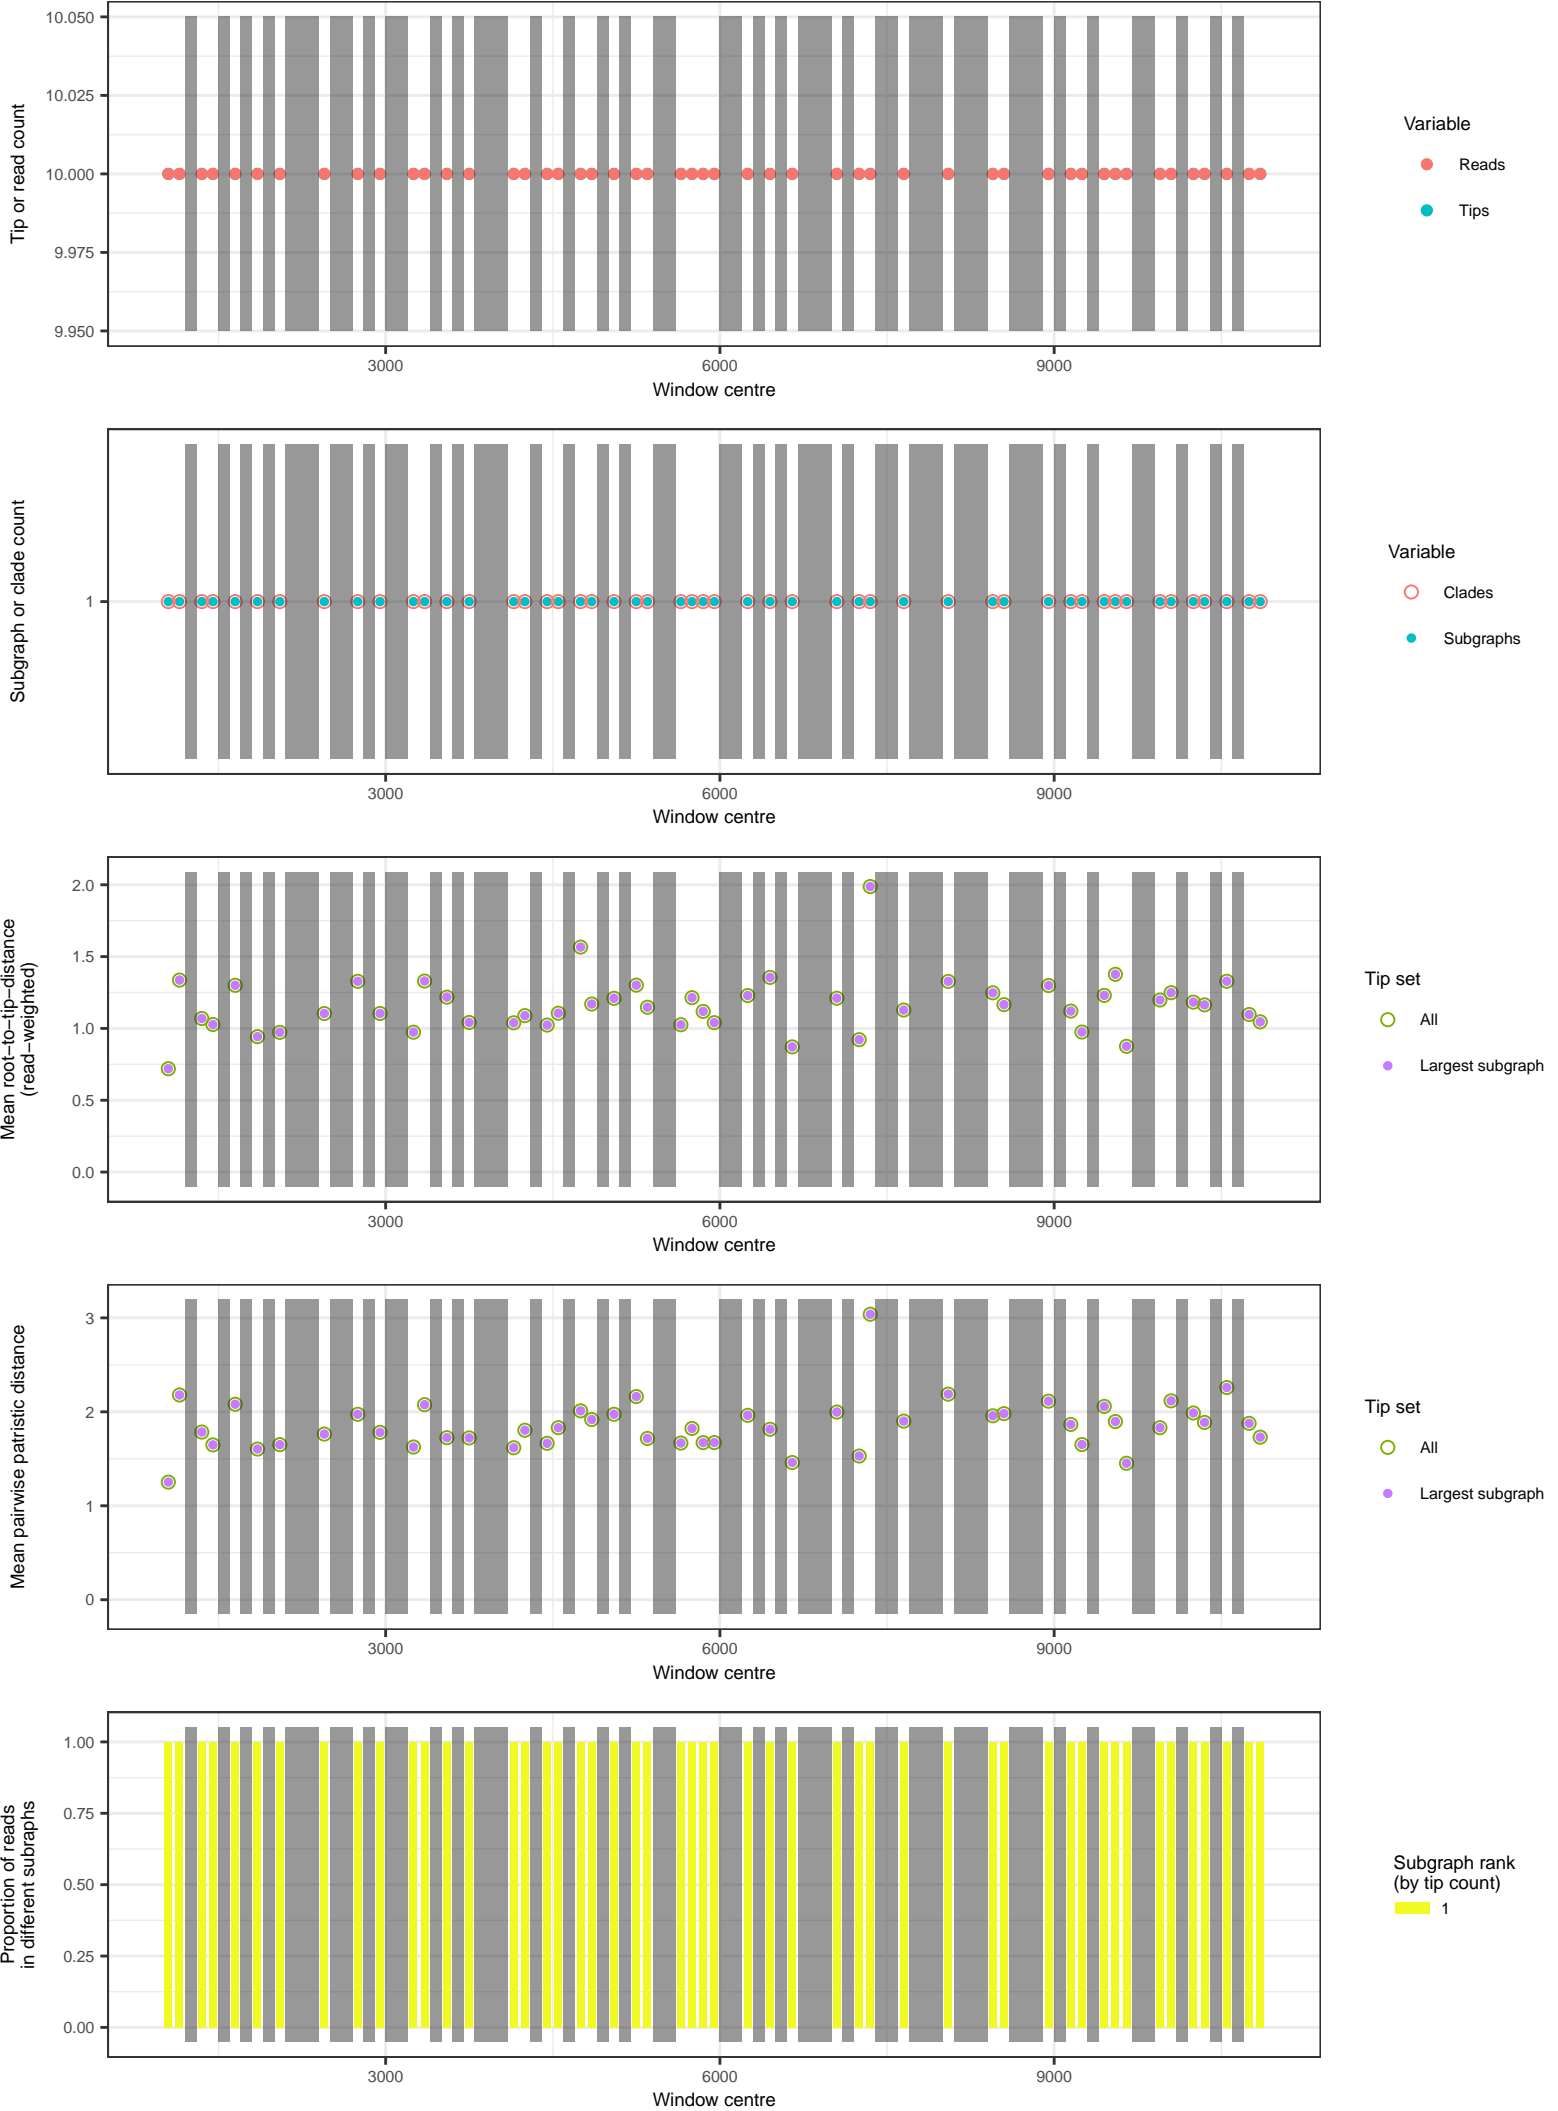 10.050
10.025
10.000
9.975
9.950
Tip or read count
3000
6000
9000
Window centre
Variable
Reads
Tips
1
Subgraph or clade count
3000
6000
9000
Window centre
Variable
Clades
Subgraphs
2.0
1.5
1.0
0.5
0.0
Mean root−to−tip−distance
(read−weighted)
3000
6000
9000
Window centre
Tip set
All
Largest subgraph
3
2
1
0
Mean pairwise patristic distance
3000
6000
9000
Window centre
Tip set
All
Largest subgraph
1.00
0.75
0.50
0.25
0.00
Proportion of reads
in different subraphs
3000
6000
9000
Window centre
Subgraph rank
(by tip count)
1